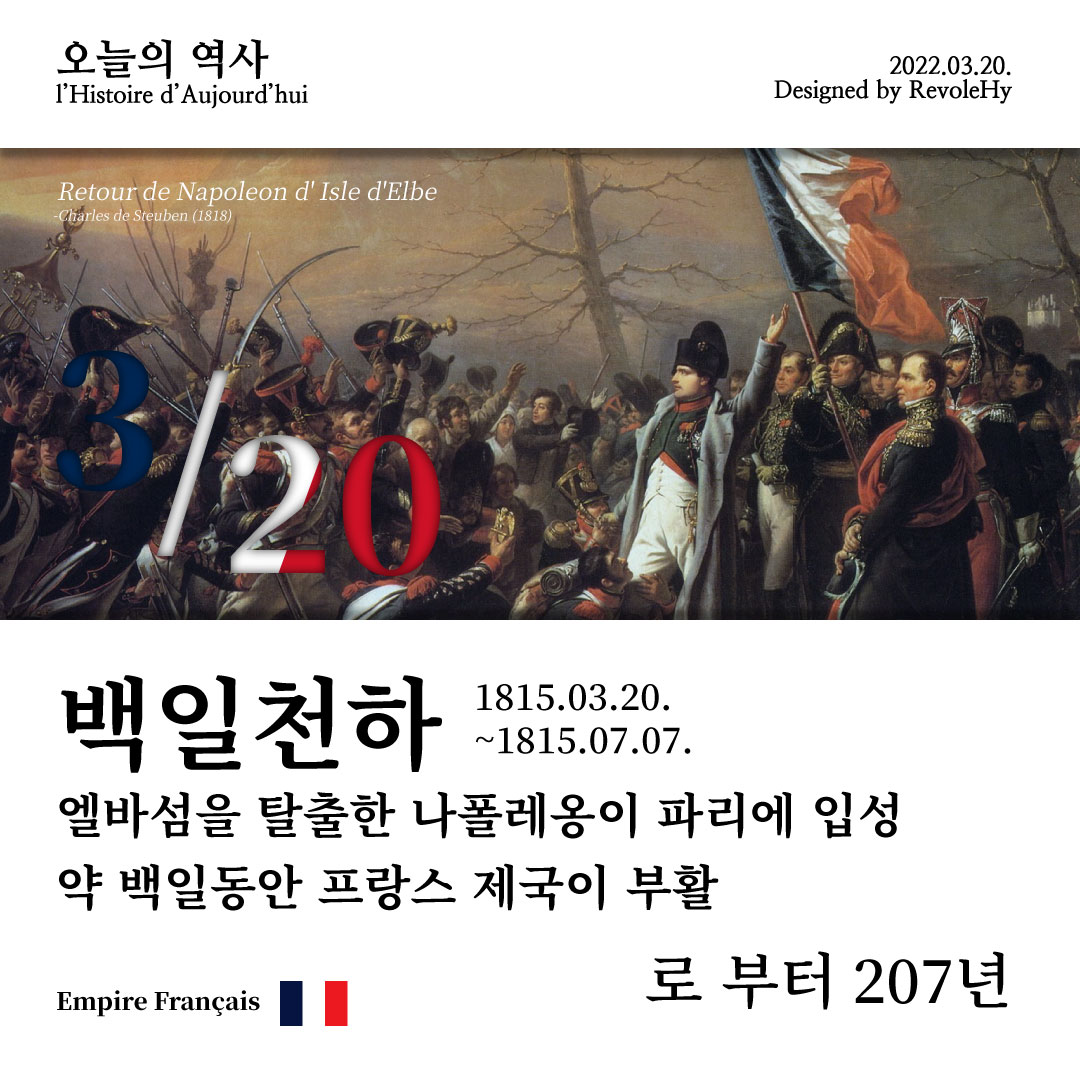 오늘의 역사
l’Histoire d’Aujourd’hui
2022.03.20.
Designed by RevoleHy
Retour de Napoleon d' Isle d'Elbe
-Charles de Steuben (1818)
3/20
백일천하
1815.03.20.
~1815.07.07.
엘바섬을 탈출한 나폴레옹이 파리에 입성
약 백일동안 프랑스 제국이 부활
로 부터 207년
Empire Français